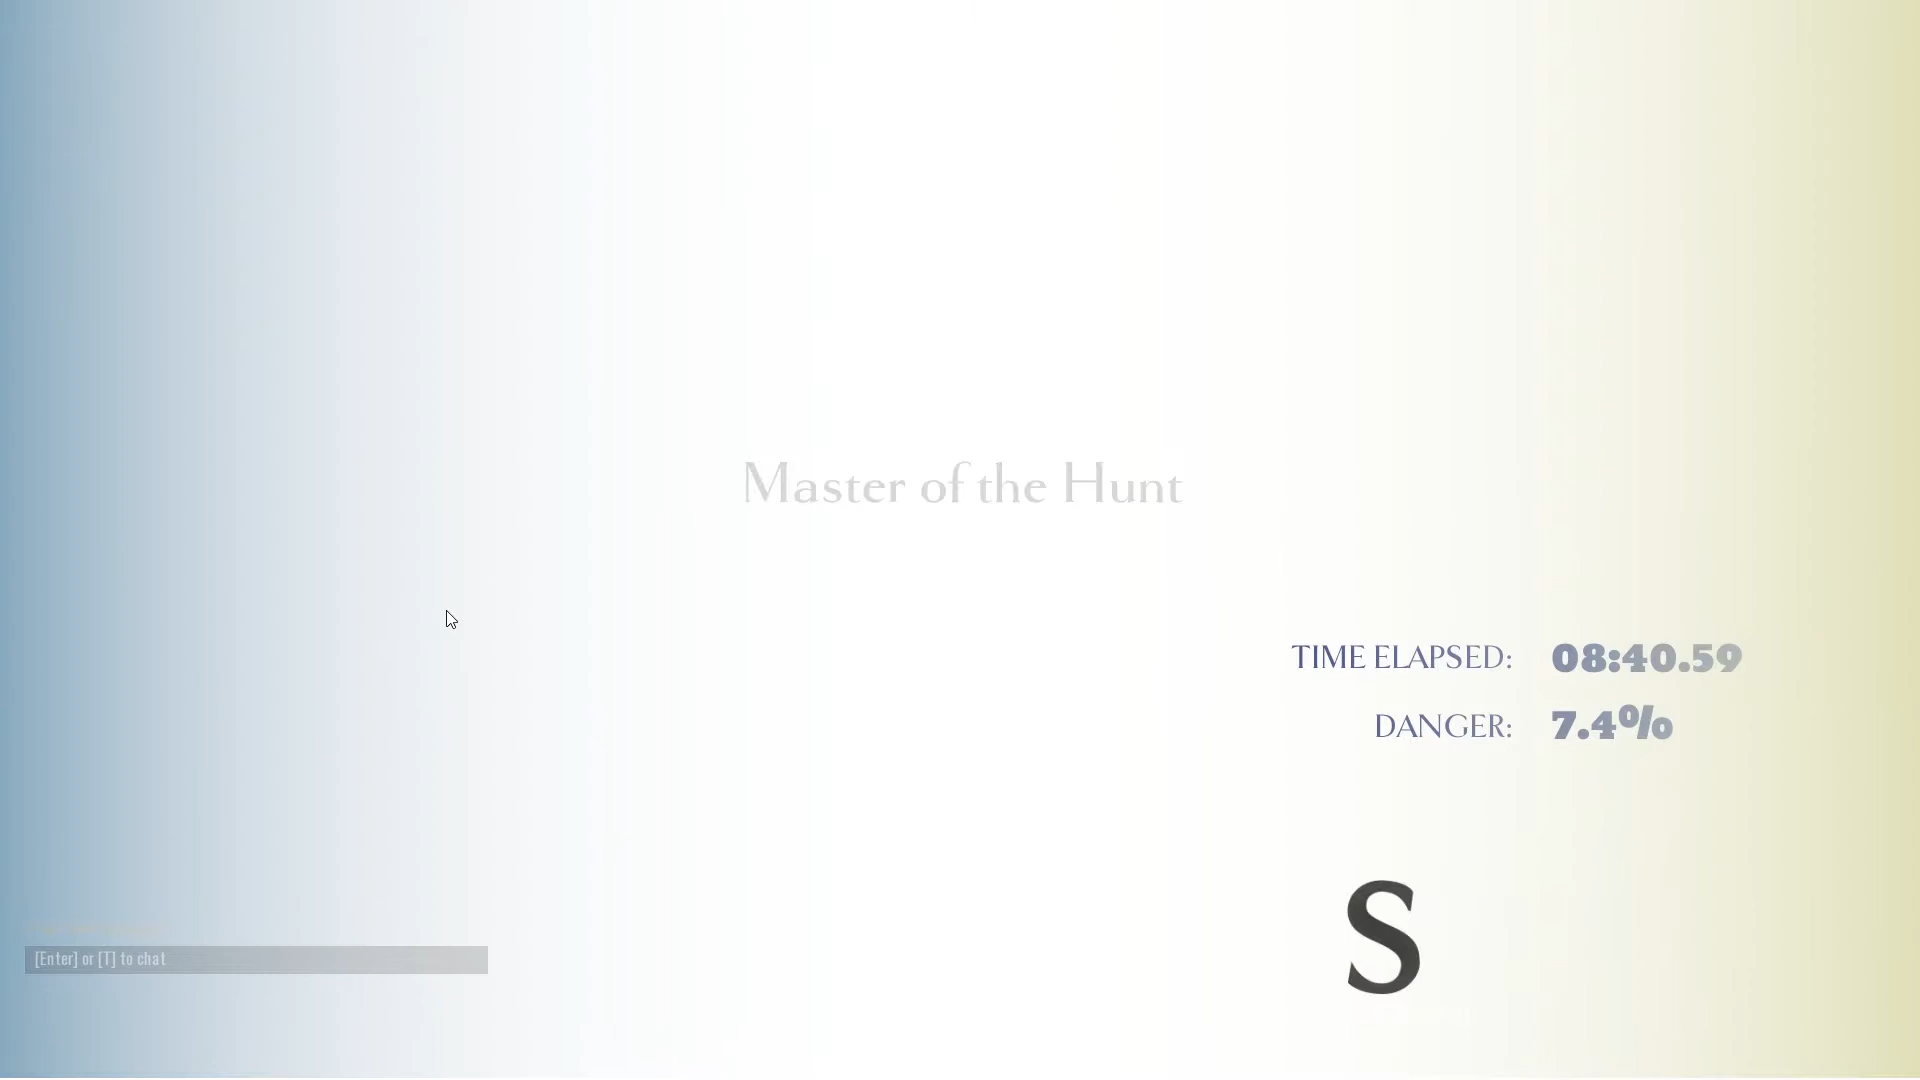 Master of the Hunt
TIME ELAPSED: 08:40.59
DANGER: 7.4%
S
[Enter] or [T] to chat